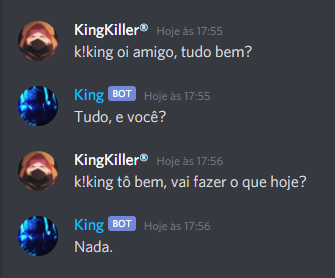 KingKiller® Hoje às 17:55
k!king oi amigo, tudo bem?
King BOT Hoje às 17:55
Tudo, e você?
KingKiller® Hoje às 17:56
k!king tô bem, vai fazer o que hoje?
King BOT Hoje às 17:56
Nada.